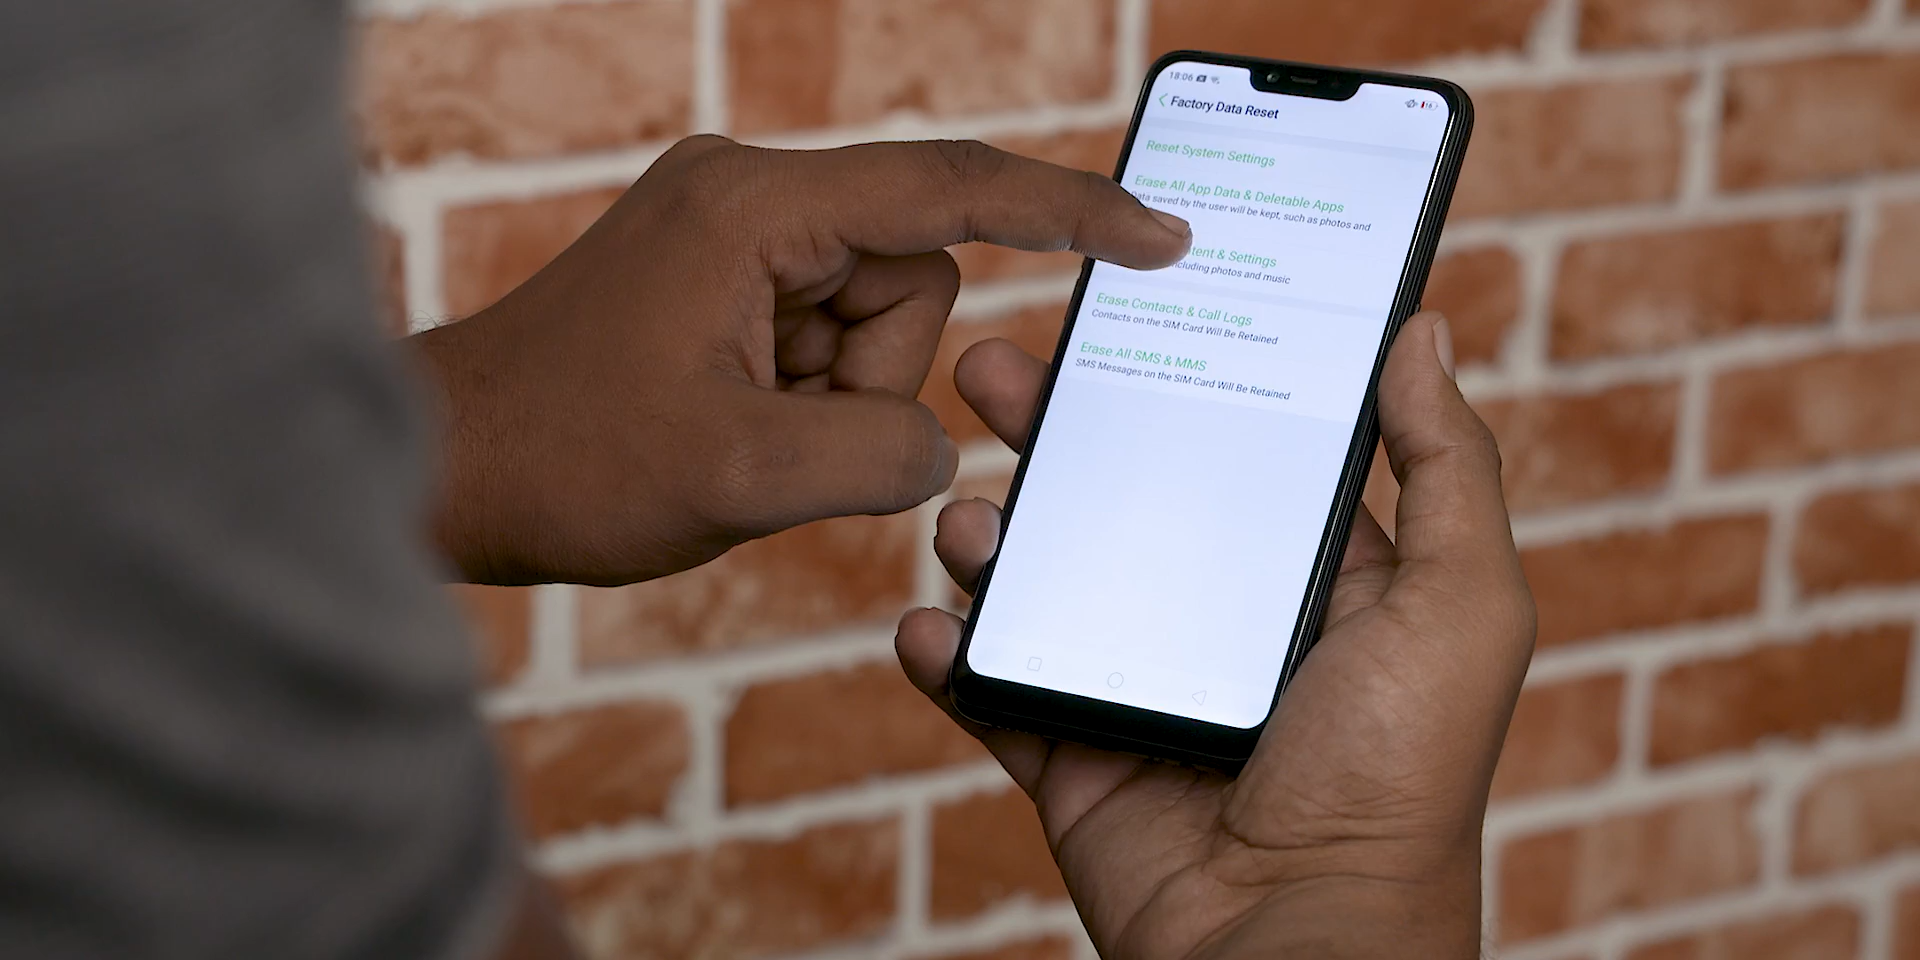 18:06
Factory Data Reset
Reset System Settings
Erase All App Data & Deletable Apps
Data saved by the user will be kept, such as photos and
& Settings
including photos and music
Erase Contacts & Call Logs
Contacts on the SIM Card Will Be Retained
Erase All SMS & MMS
SMS Messages on the SIM Card Will Be Retained